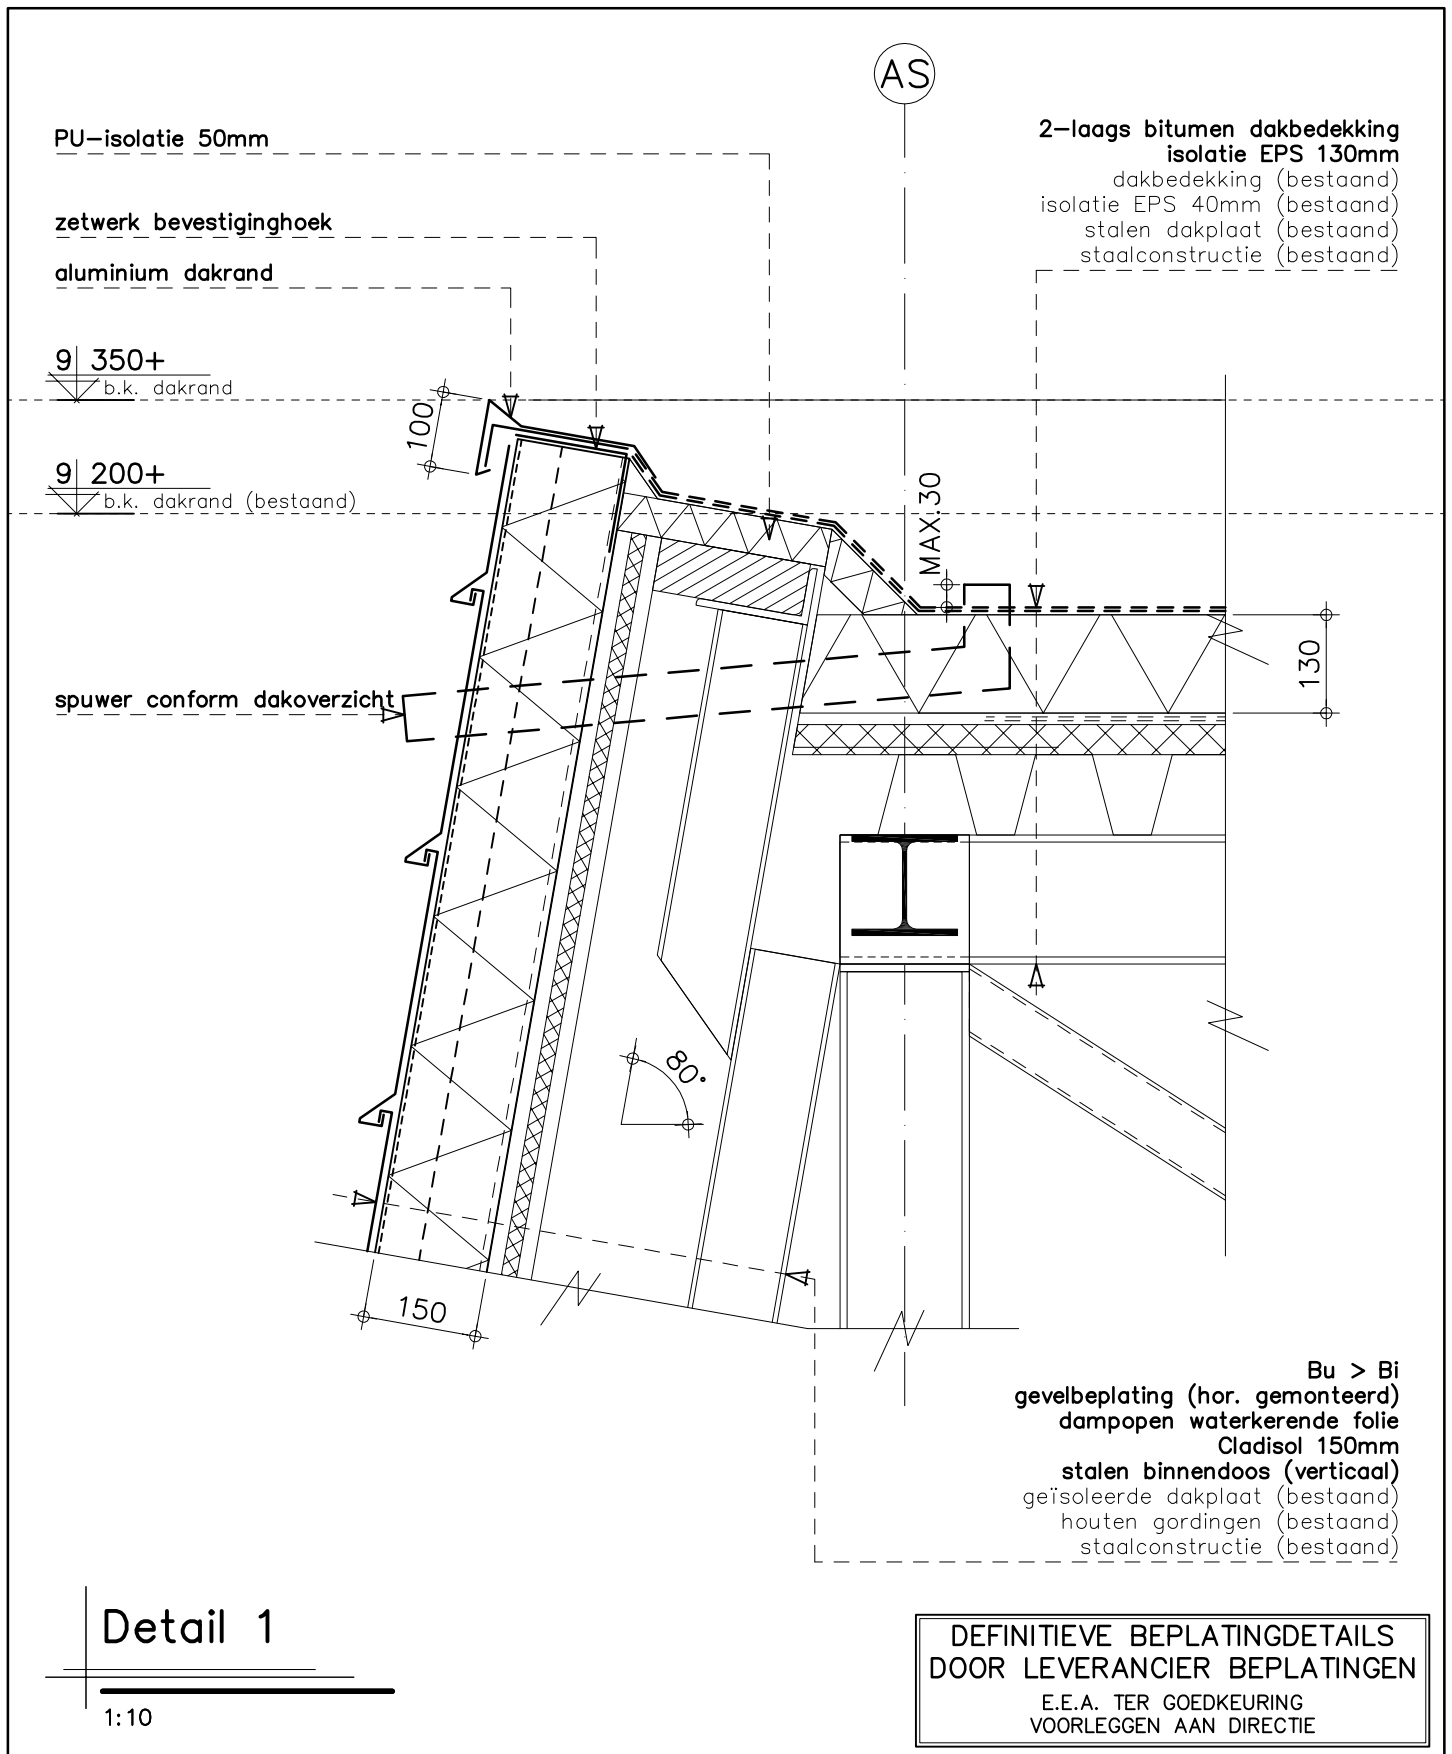 AS
PU-isolatie 50mm
zetwerk bevestiginghoek
aluminium dakrand
2-laags bitumen dakbedekking
isolatie EPS 130mm
dakbedekking (bestaand)
isolatie EPS 40mm (bestaand)
stalen dakplaat (bestaand)
staalconstructie (bestaand)
9 350+
b.k. dakrand
100
9 200+
b.k. dakrand (bestaand)
MAX.30
130
spuwer conform dakoverzicht
80°
150
Bu > Bi
gevelbeplating (hor. gemonteerd)
dampopen waterkerende folie
Cladisol 150mm
stalen binnendoos (verticaal)
geïsoleerde dakplaat (bestaand)
houten gordingen (bestaand)
staalconstructie (bestaand)
Detail 1
1:10
DEFINITIEVE BEPLATINGDETAILS
DOOR LEVERANCIER BEPLATINGEN
E.E.A. TER GOEDKEURING
VOORLEGGEN AAN DIRECTIE